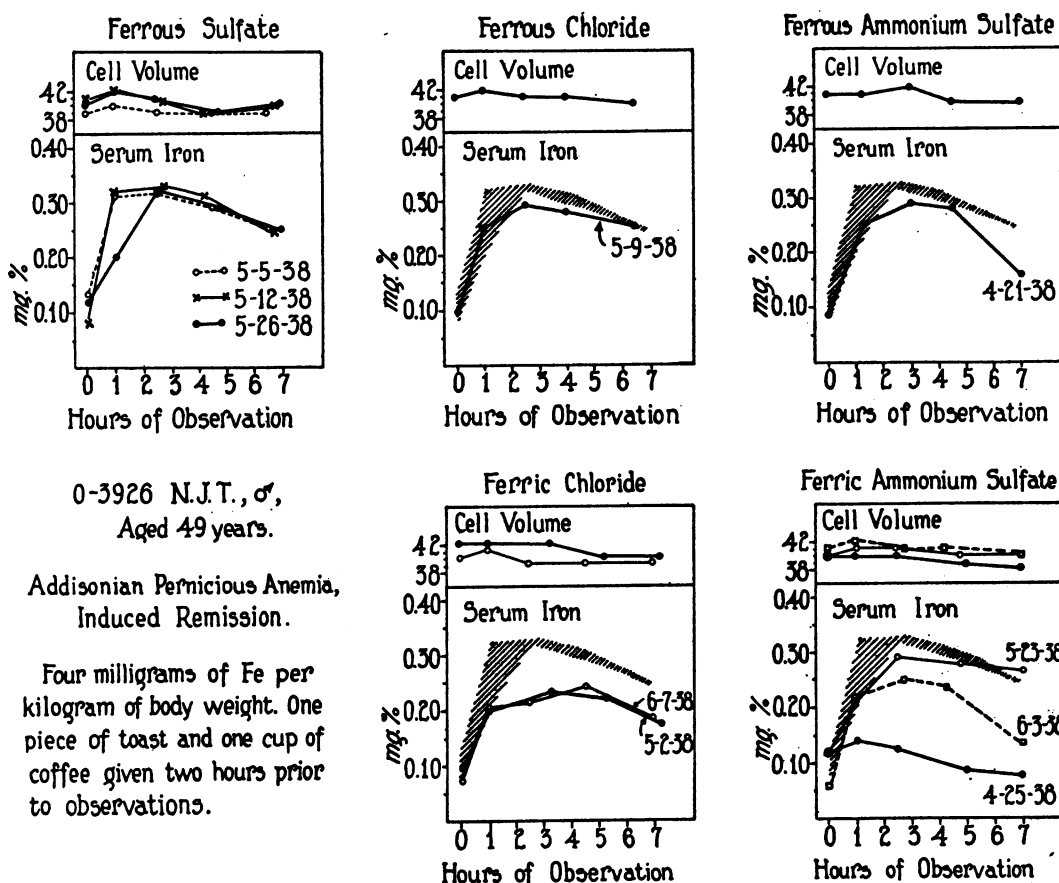 Ferrous Sulfate
Cell Volume
42
38
0.40
Serum Iron
0.30
0.20
0.10
mg. %
5-5-38
5-12-38
5-26-38
0 1 2 3 4 5 6 7
Hours of Observation
Ferrous Chloride
Cell Volume
42
38
0.40
Serum Iron
0.30
0.20
0.10
mg. %
5-9-38
0 1 2 3 4 5 6 7
Hours of Observation
Ferrous Ammonium Sulfate
Cell Volume
42
38
0.40
Serum Iron
0.30
0.20
0.10
mg. %
4-21-38
0 1 2 3 4 5 6 7
Hours of Observation
0-3926 N.J.T., ♂,
Aged 49 years.
Addisonian Pernicious Anemia,
Induced Remission.
Four milligrams of Fe per
kilogram of body weight. One
piece of toast and one cup of
coffee given two hours prior
to observations.
Ferric Chloride
Cell Volume
42
38
0.40
Serum Iron
0.30
0.20
0.10
mg. %
6-7-38
5-2-38
0 1 2 3 4 5 6 7
Hours of Observation
Ferric Ammonium Sulfate
Cell Volume
42
38
0.40
Serum Iron
0.30
0.20
0.10
mg. %
5-23-38
6-3-38
4-25-38
0 1 2 3 4 5 6 7
Hours of Observation